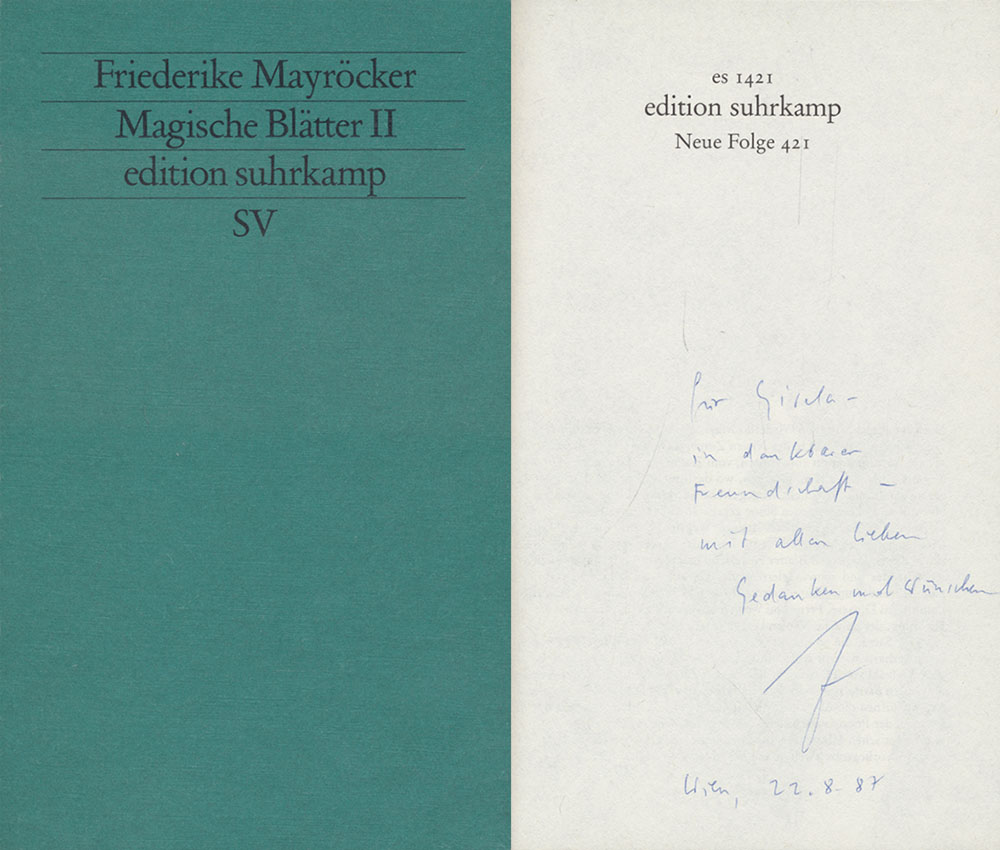 Friederike Mayröcker
Magische Blätter II
edition suhrkamp
SV
es 1421
edition suhrkamp
Neue Folge 421
für Gisela –
in dankbarer
Freundschaft –
mit allen lieben
Gedanken und Wünschen
F
Wien, 22.8.87